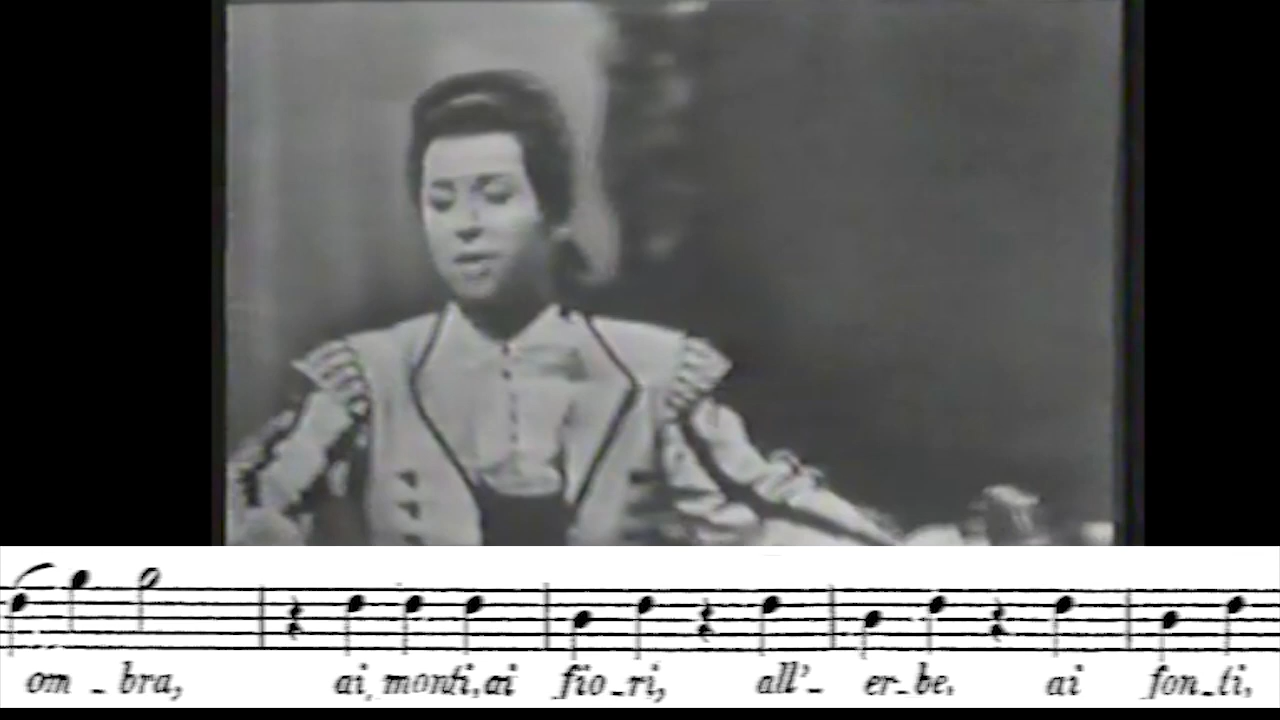 om - bra, ai monti, ai fio - ri, all' - er - be, ai fon - ti,